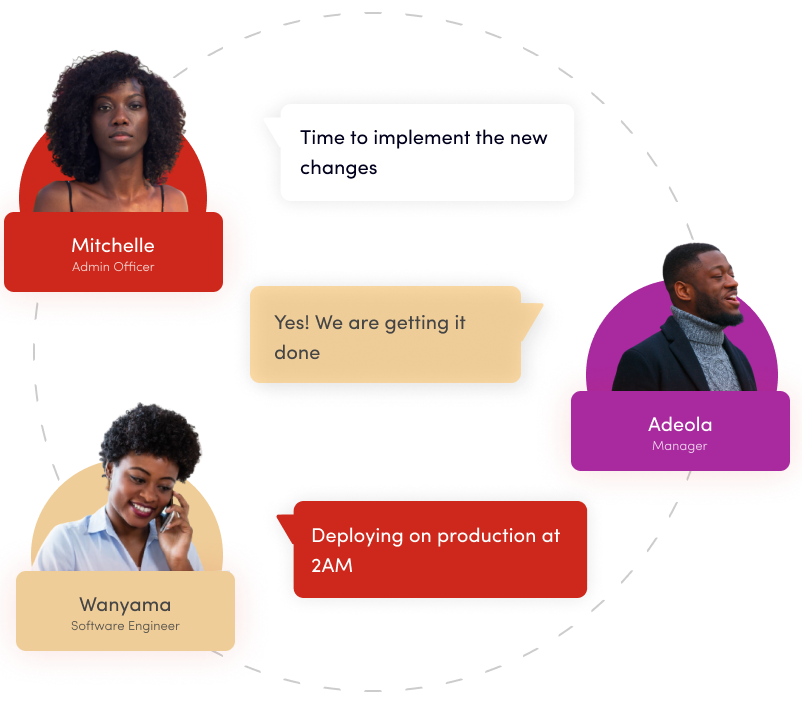 Time to implement the new
changes
Mitchelle
Admin Officer
Yes! We are getting it
done
Adeola
Manager
Deploying on production at
2AM
Wanyama
Software Engineer